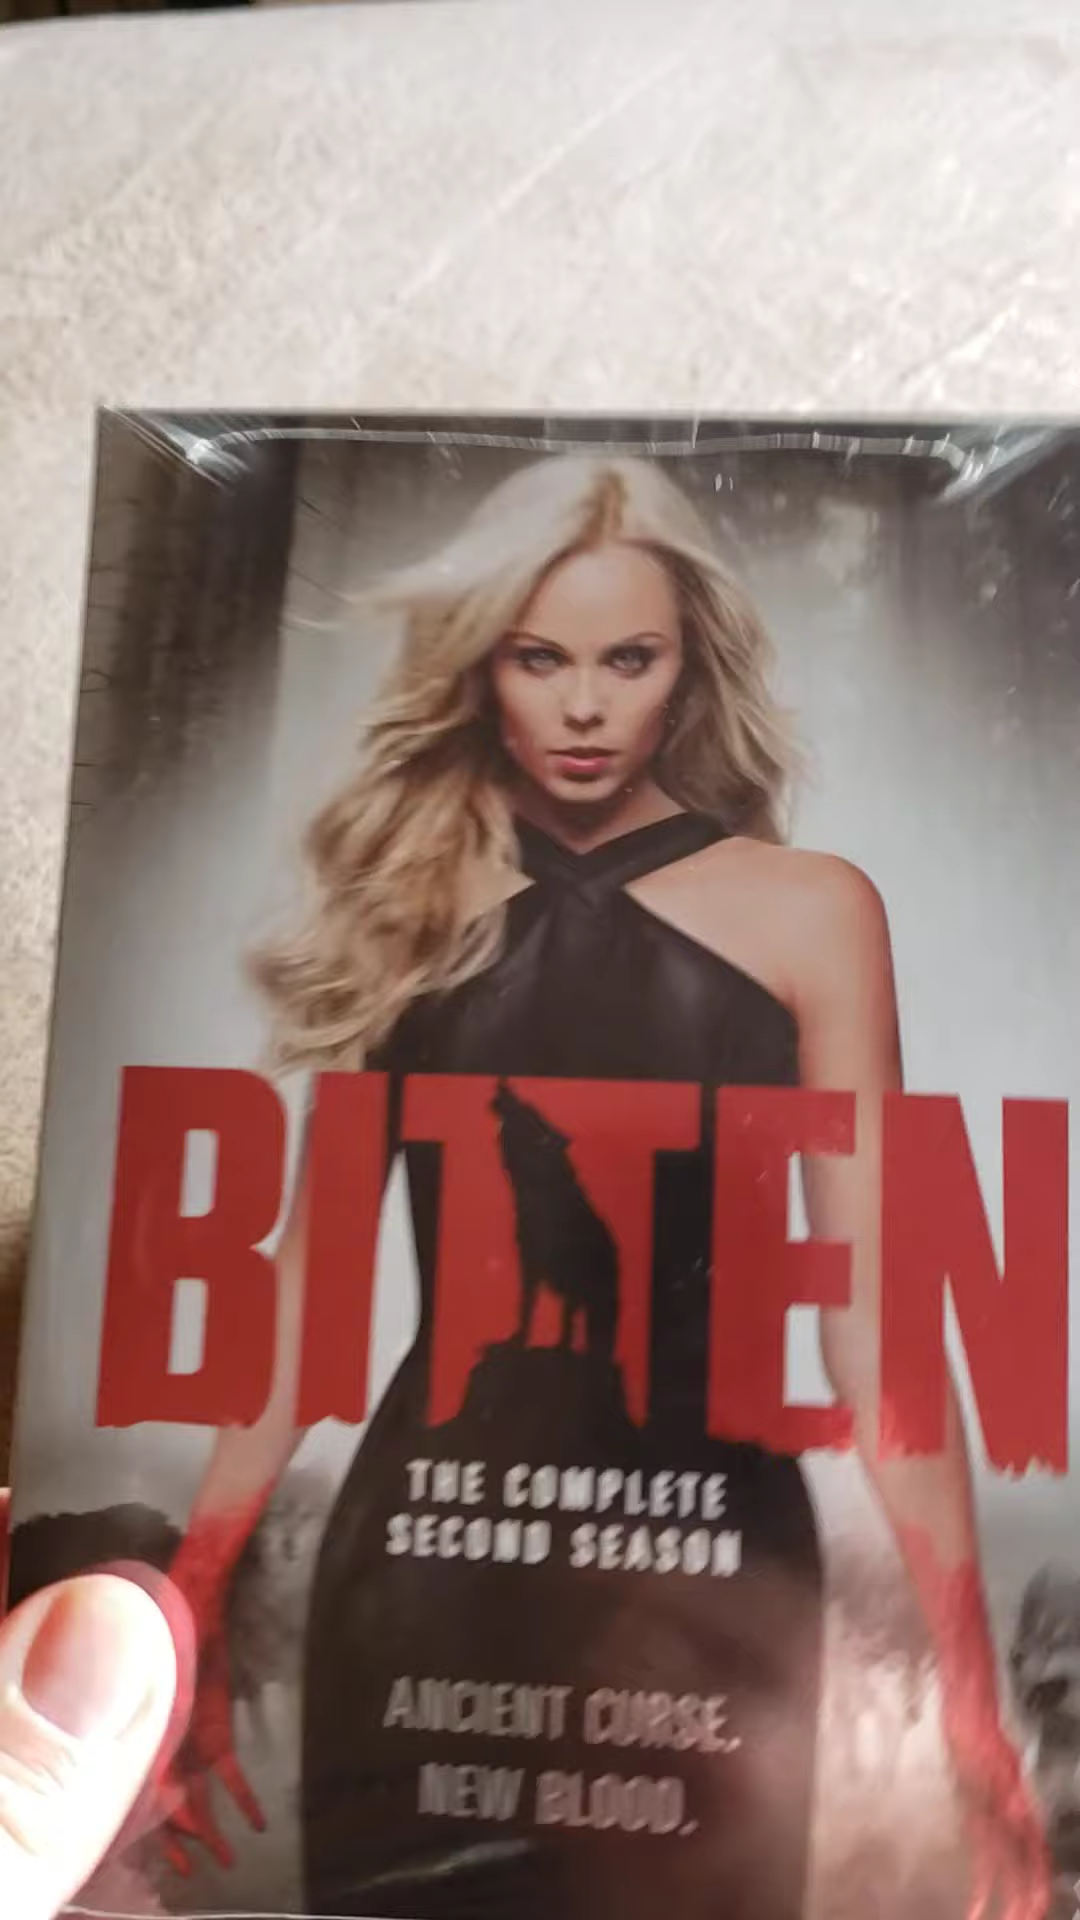 BITTEN
THE COMPLETE
SECOND SEASON
ANCIENT CURSE.
NEW BLOOD.